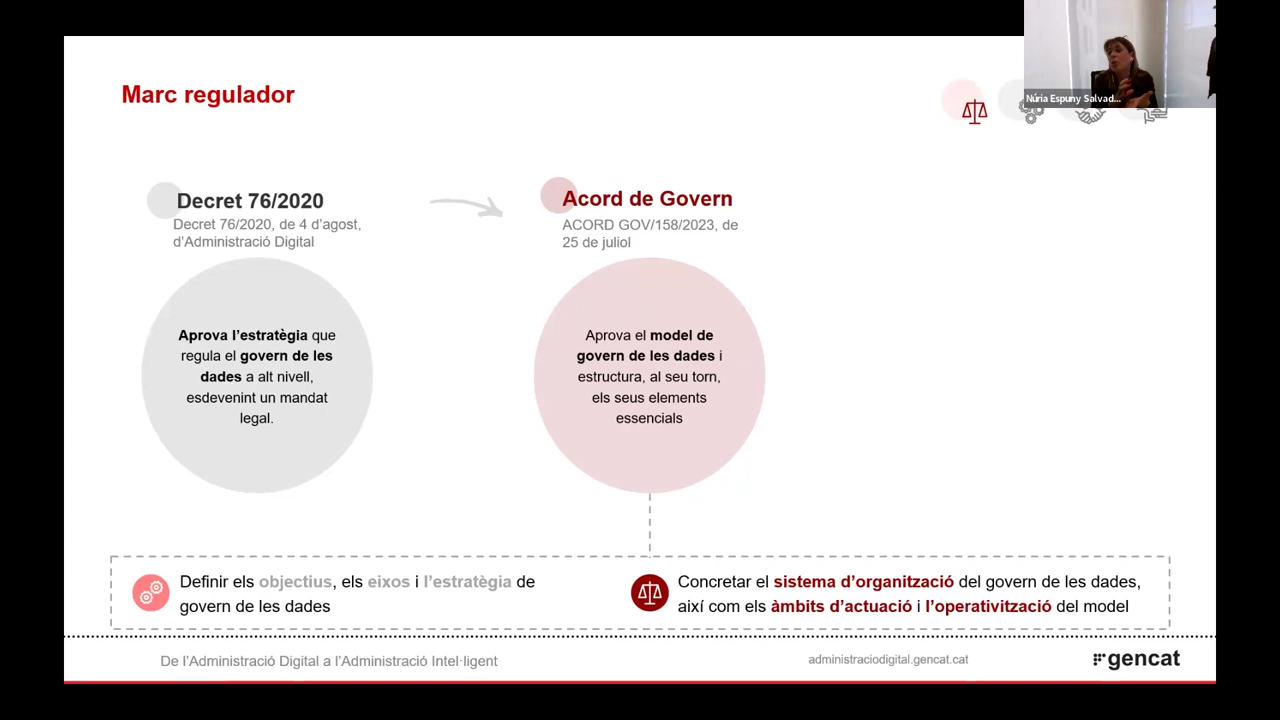 Núria Espuny Salvad...
Marc regulador
Decret 76/2020
Decret 76/2020, de 4 d'agost,
d'Administració Digital
Acord de Govern
ACORD GOV/158/2023, de
25 de juliol
Aprova l'estratègia que
regula el govern de les
dades a alt nivell,
esdevenint un mandat
legal.
Aprova el model de
govern de les dades i
estructura, al seu torn,
els seus elements
essencials
Definir els objectius, els eixos i l'estratègia de
govern de les dades
Concretar el sistema d'organització del govern de les dades,
així com els àmbits d'actuació i l'operativització del model
De l'Administració Digital a l'Administració Intel·ligent
administraciodigital.gencat.cat
gencat